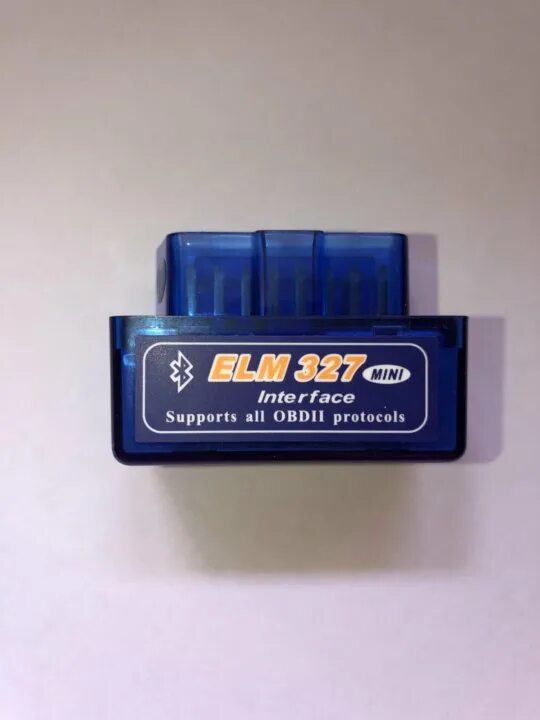 ELM 327 MINI
Interface
Supports all OBDII protocols